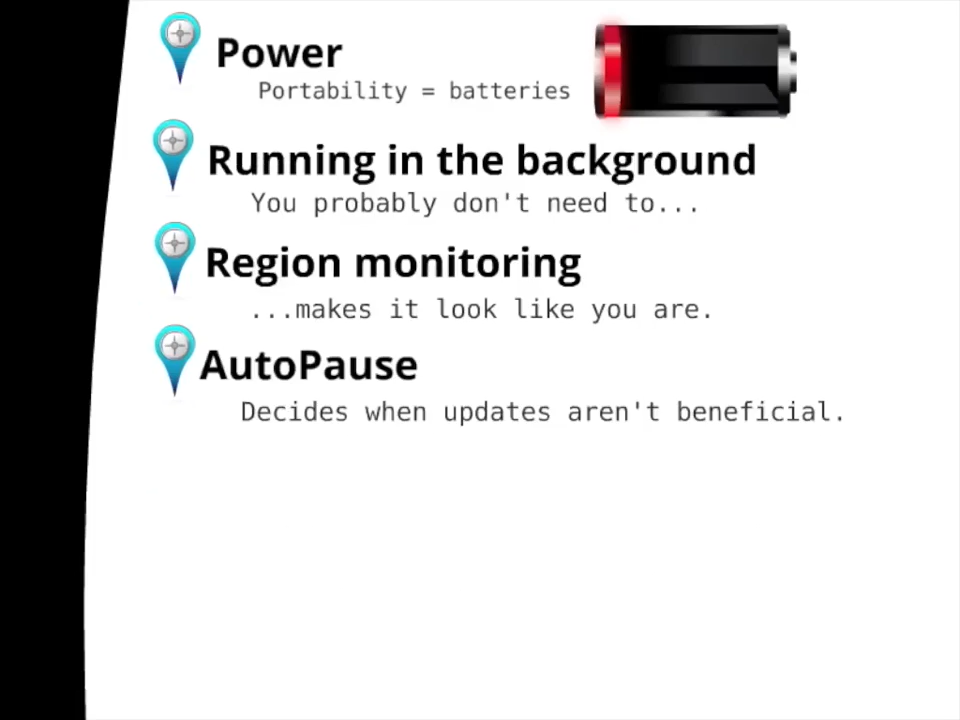 Power
Portability = batteries
Running in the background
You probably don't need to...
Region monitoring
...makes it look like you are.
AutoPause
Decides when updates aren't beneficial.